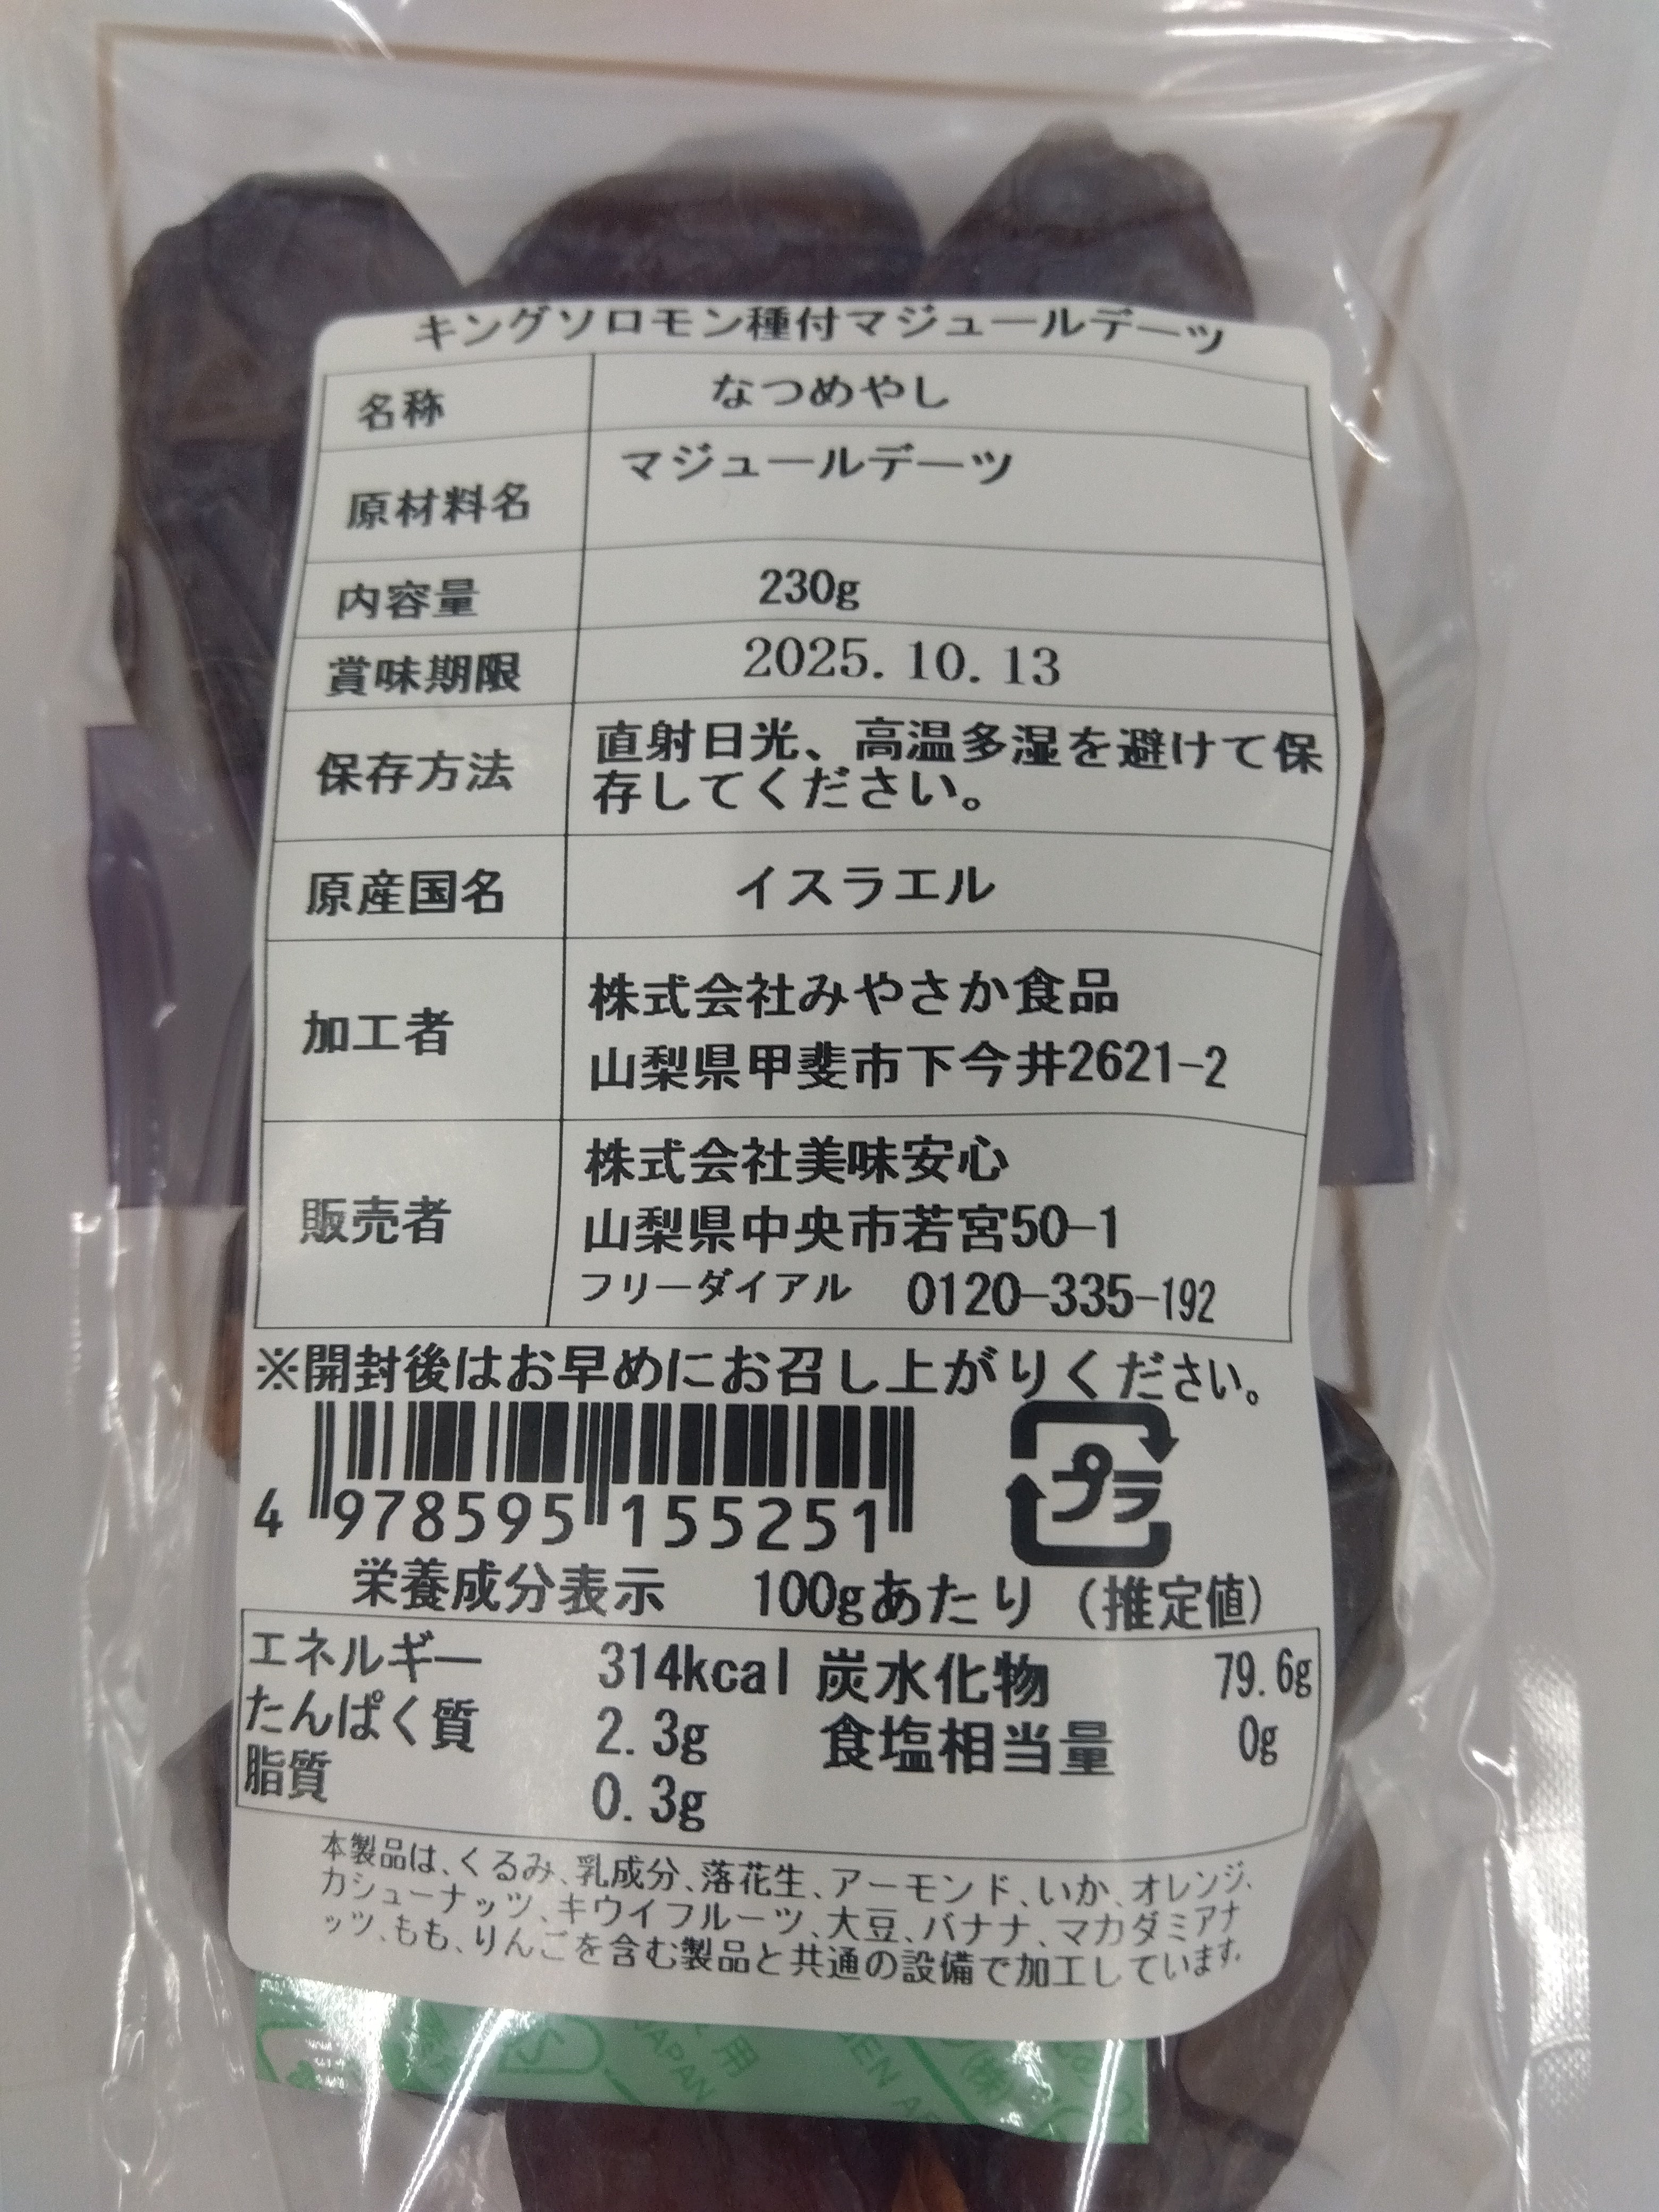 キングソロモン種付マジュールデーツ
名称 なつめやし
原材料名 マジュールデーツ
内容量 230g
賞味期限 2025.10.13
保存方法 直射日光、高温多湿を避けて保
存してください。
原産国名 イスラエル
加工者 株式会社みやさか食品
山梨県甲斐市下今井2621-2
販売者 株式会社美味安心
山梨県中央市若宮50-1
フリーダイアル 0120-335-192
※開封後はお早めにお召し上がりください。
4 978595 155251
プラ
栄養成分表示 100gあたり (推定値)
エネルギー 314kcal 炭水化物 79.6g
たんぱく質 2.3g 食塩相当量 0g
脂質 0.3g
本製品は、くるみ、乳成分、落花生、アーモンド、いか、オレンジ、
カシューナッツ、キウイフルーツ、大豆、バナナ、マカダミアナ
ッツ、もも、りんごを含む製品と共通の設備で加工しています。
JAPAN